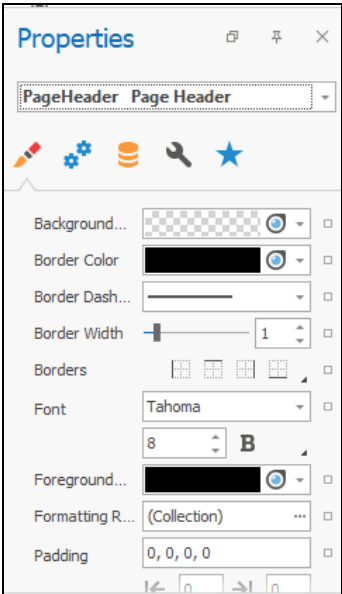 Properties
PageHeader Page Header
Background...
Border Color
Border Dash...
Border Width 1
Borders
Font Tahoma
8 B
Foreground...
Formatting R... (Collection) ...
Padding 0, 0, 0, 0
0 0